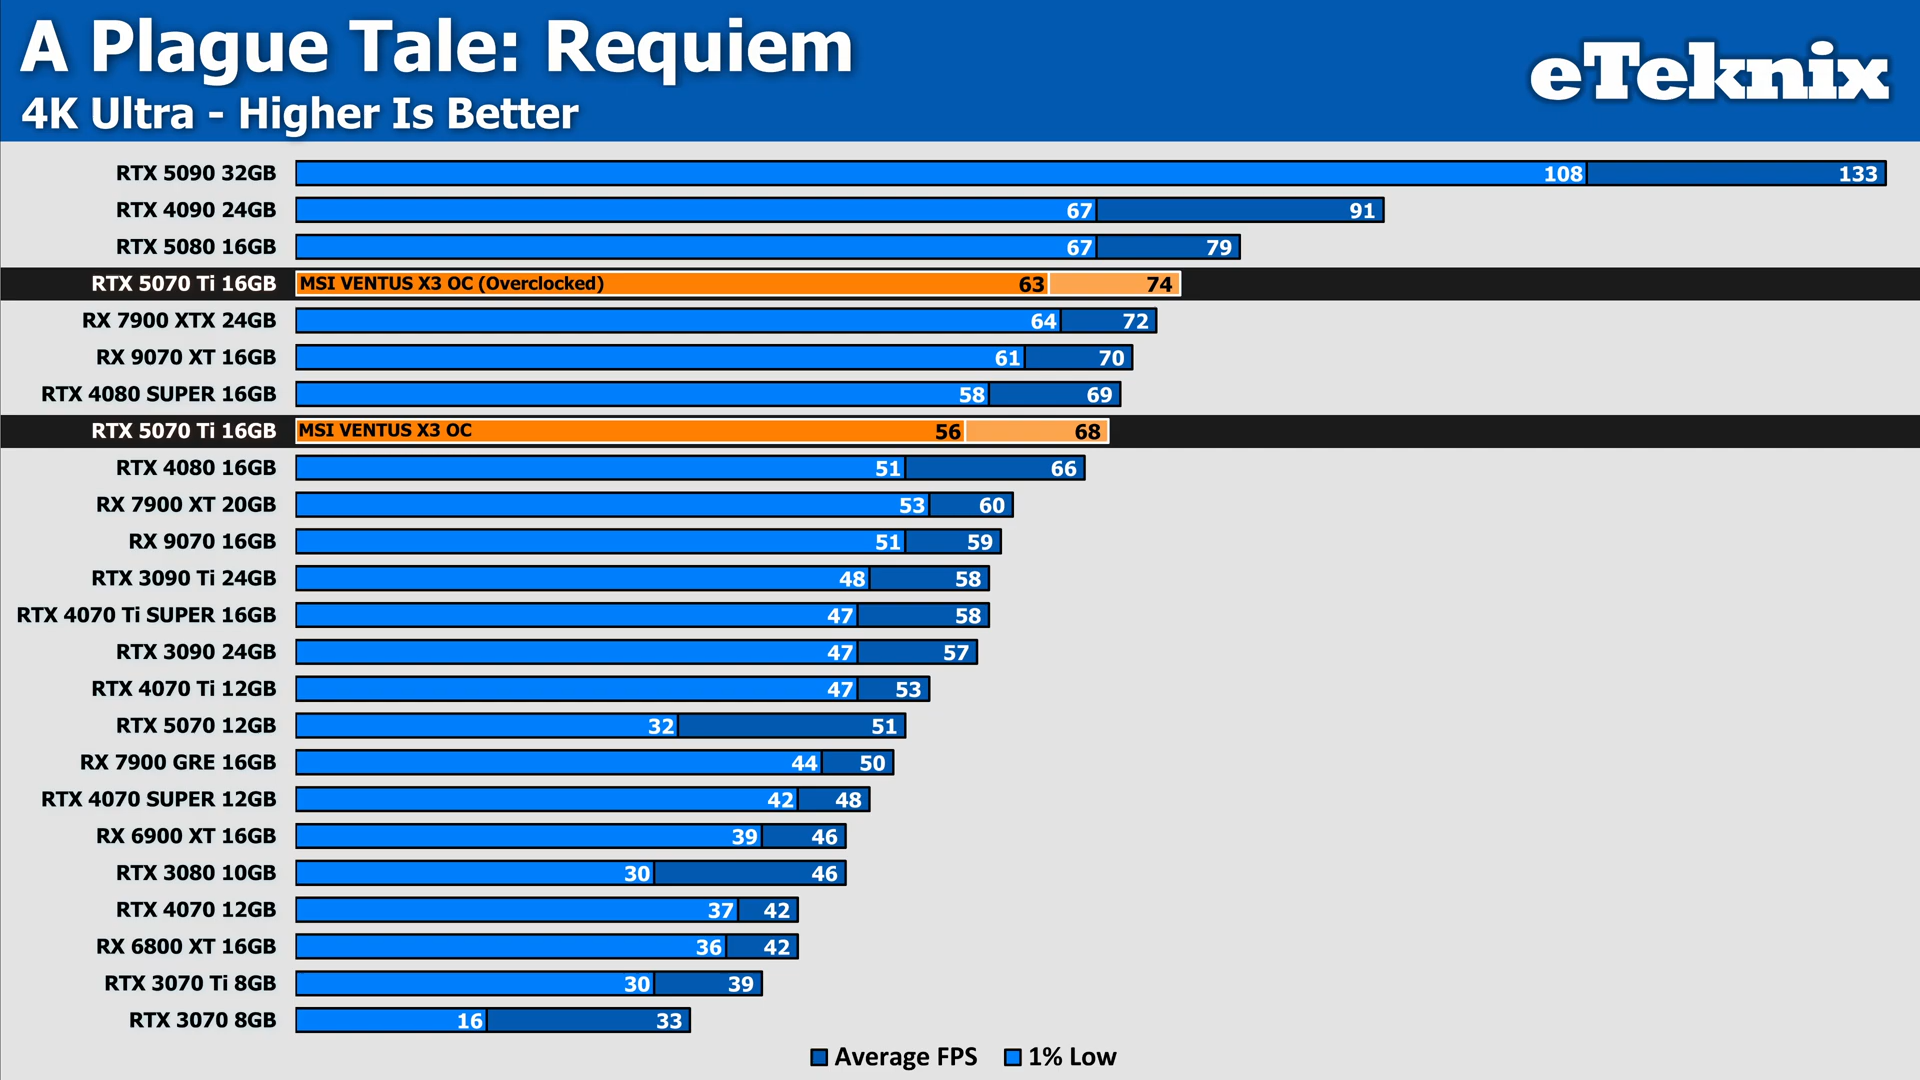 A Plague Tale: Requiem
4K Ultra - Higher Is Better
eTeknix
RTX 5090 32GB 108 133
RTX 4090 24GB 67 91
RTX 5080 16GB 67 79
RTX 5070 Ti 16GB MSI VENTUS X3 OC (Overclocked) 63 74
RX 7900 XTX 24GB 64 72
RX 9070 XT 16GB 61 70
RTX 4080 SUPER 16GB 58 69
RTX 5070 Ti 16GB MSI VENTUS X3 OC 56 68
RTX 4080 16GB 51 66
RX 7900 XT 20GB 53 60
RX 9070 16GB 51 59
RTX 3090 Ti 24GB 48 58
RTX 4070 Ti SUPER 16GB 47 58
RTX 3090 24GB 47 57
RTX 4070 Ti 12GB 47 53
RTX 5070 12GB 32 51
RX 7900 GRE 16GB 44 50
RTX 4070 SUPER 12GB 42 48
RX 6900 XT 16GB 39 46
RTX 3080 10GB 30 46
RTX 4070 12GB 37 42
RX 6800 XT 16GB 36 42
RTX 3070 Ti 8GB 30 39
RTX 3070 8GB 16 33
Average FPS 1% Low